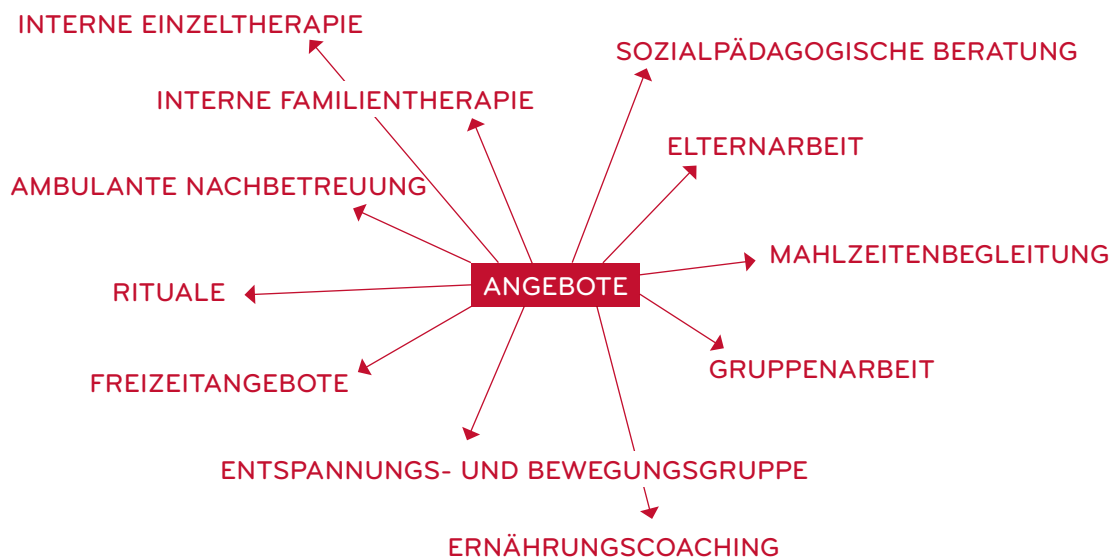 INTERNE EINZELTHERAPIE
SOZIALPÄDAGOGISCHE BERATUNG
INTERNE FAMILIENTHERAPIE
ELTERNARBEIT
AMBULANTE NACHBETREUUNG
MAHLZEITENBEGLEITUNG
ANGEBOTE
RITUALE
GRUPPENARBEIT
FREIZEITANGEBOTE
ENTSPANNUNGS- UND BEWEGUNGSGRUPPE
ERNÄHRUNGSCOACHING